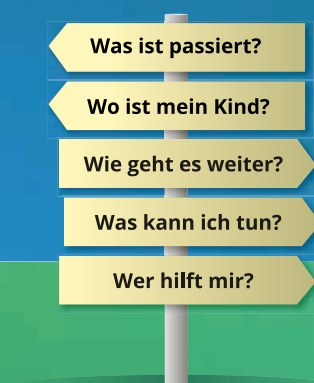 Was ist passiert?
Wo ist mein Kind?
Wie geht es weiter?
Was kann ich tun?
Wer hilft mir?